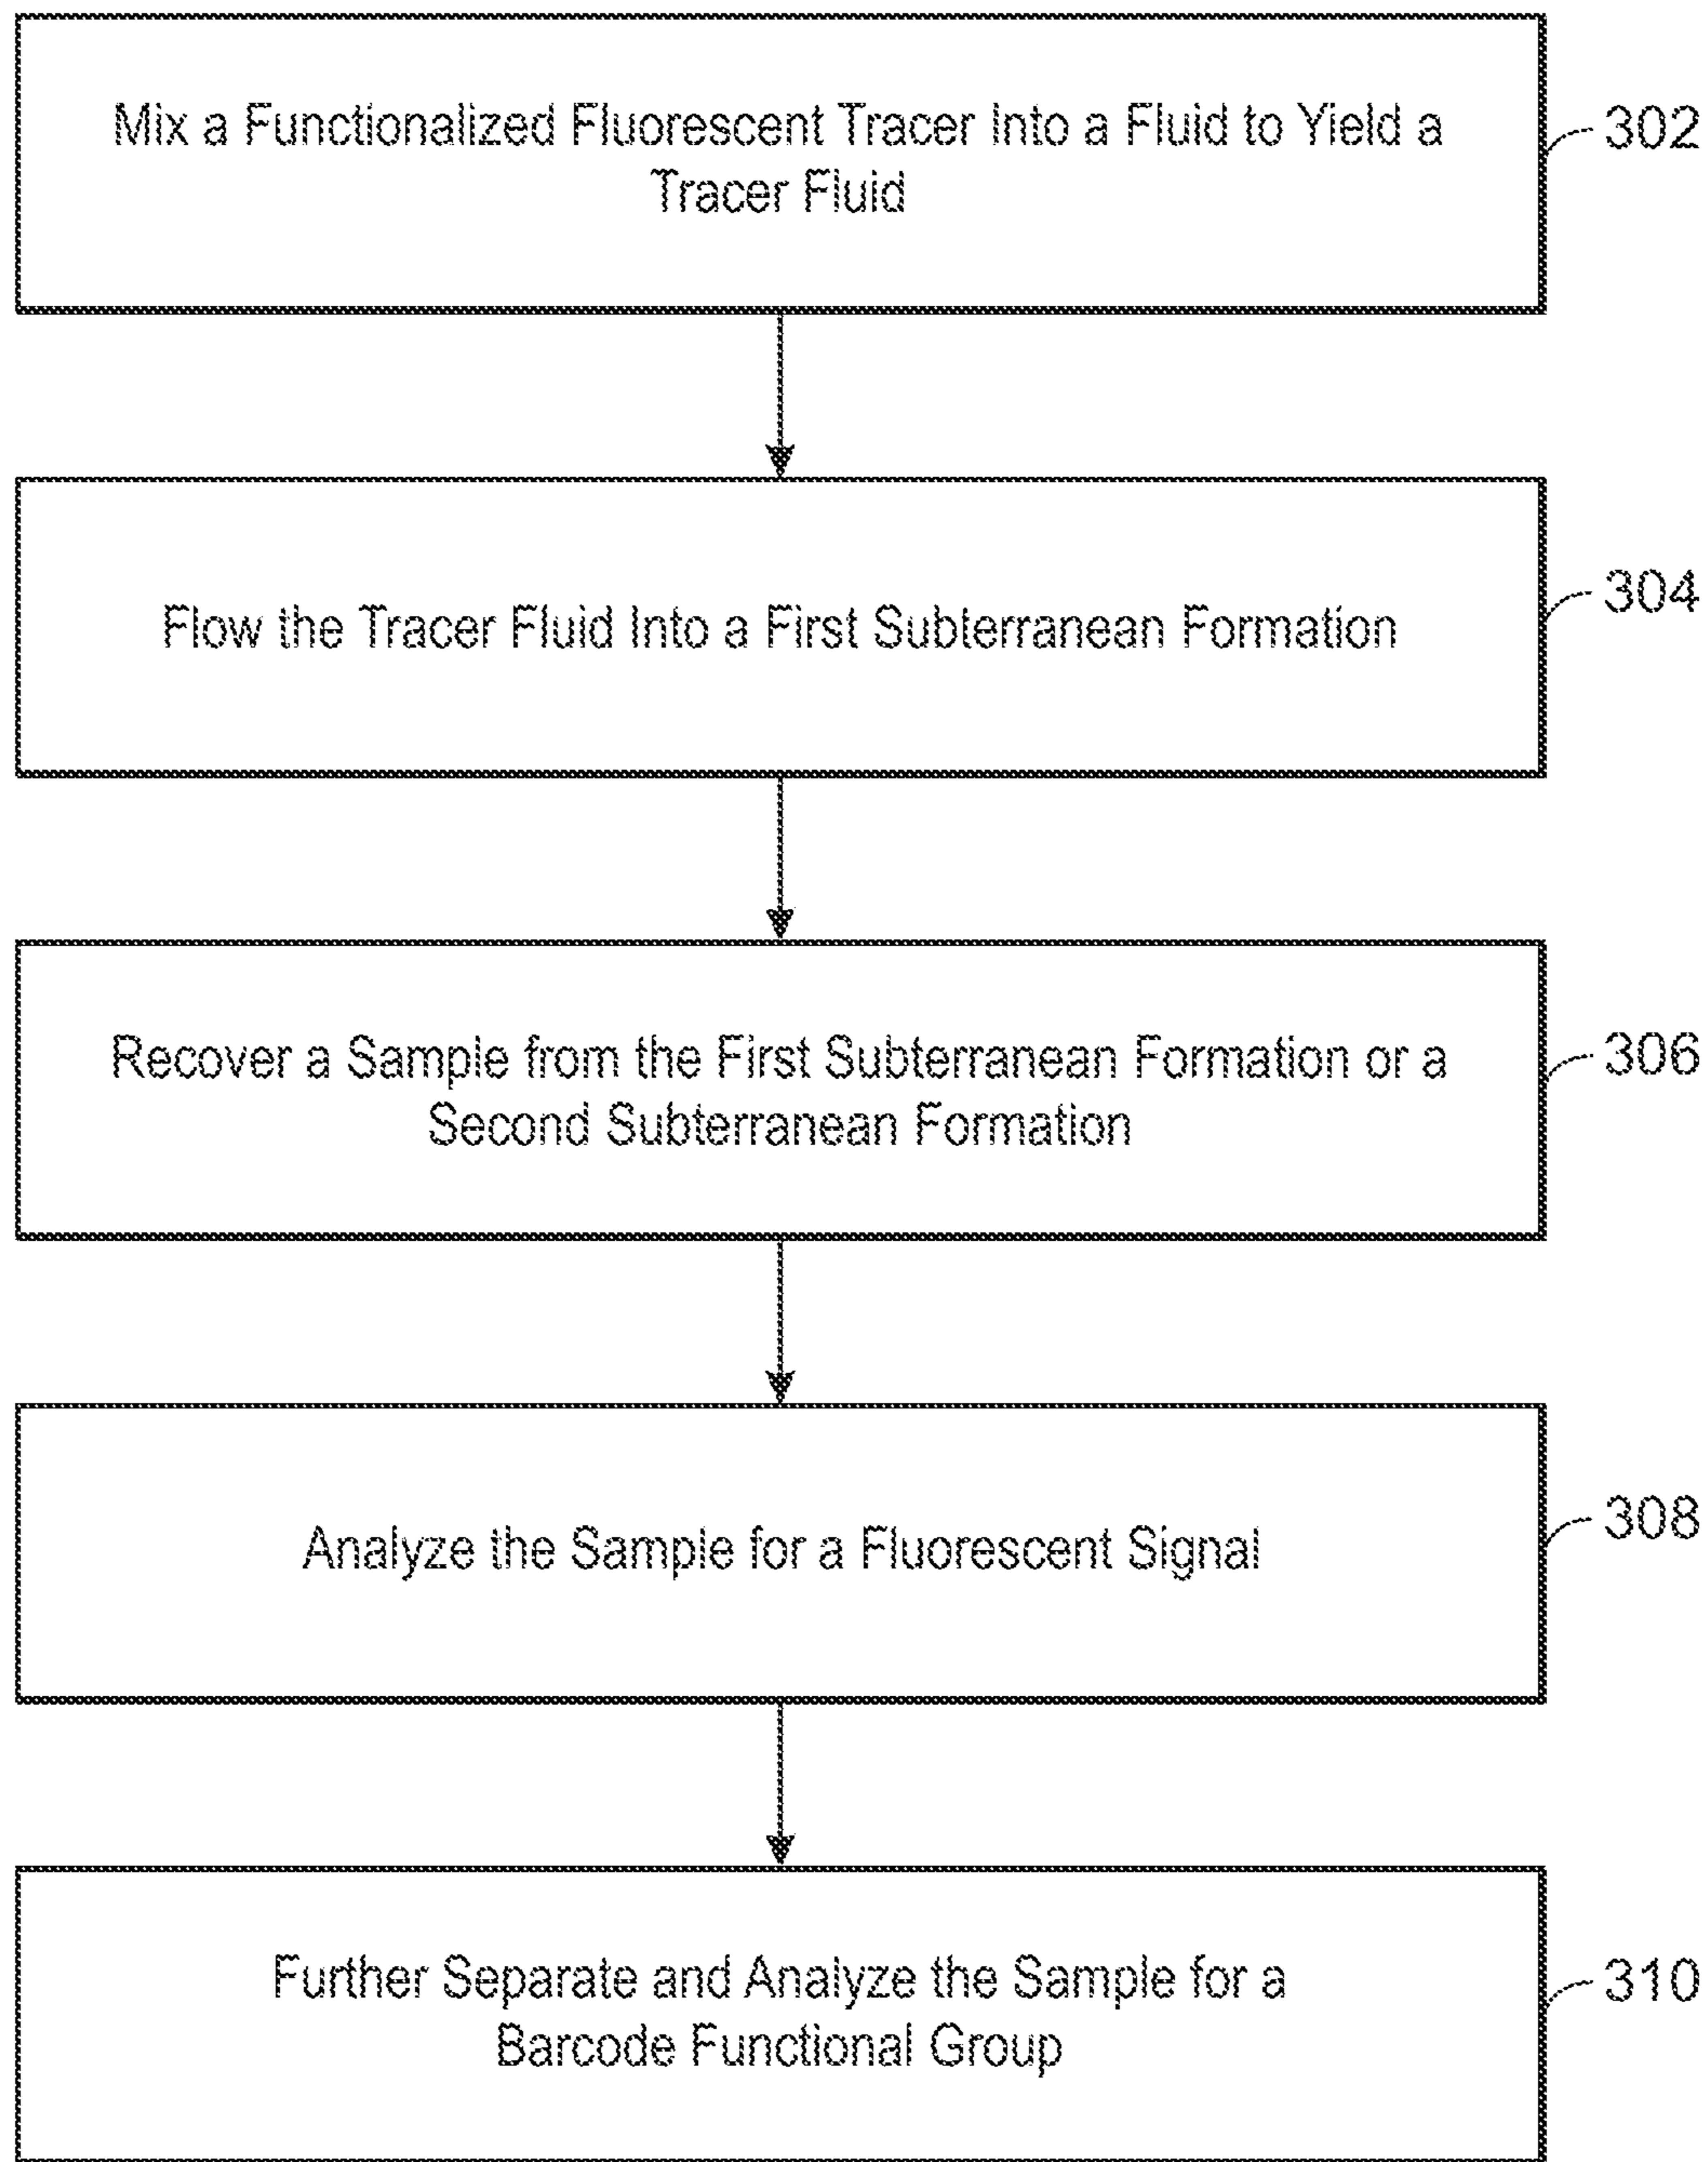 Mix a Functionalized Fluorescent Tracer Into a Fluid to Yield a
Tracer Fluid
302
Flow the Tracer Fluid Into a First Subterranean Formation
304
Recover a Sample from the First Subterranean Formation or a
Second Subterranean Formation
306
Analyze the Sample for a Fluorescent Signal
308
Further Separate and Analyze the Sample for a
Barcode Functional Group
310